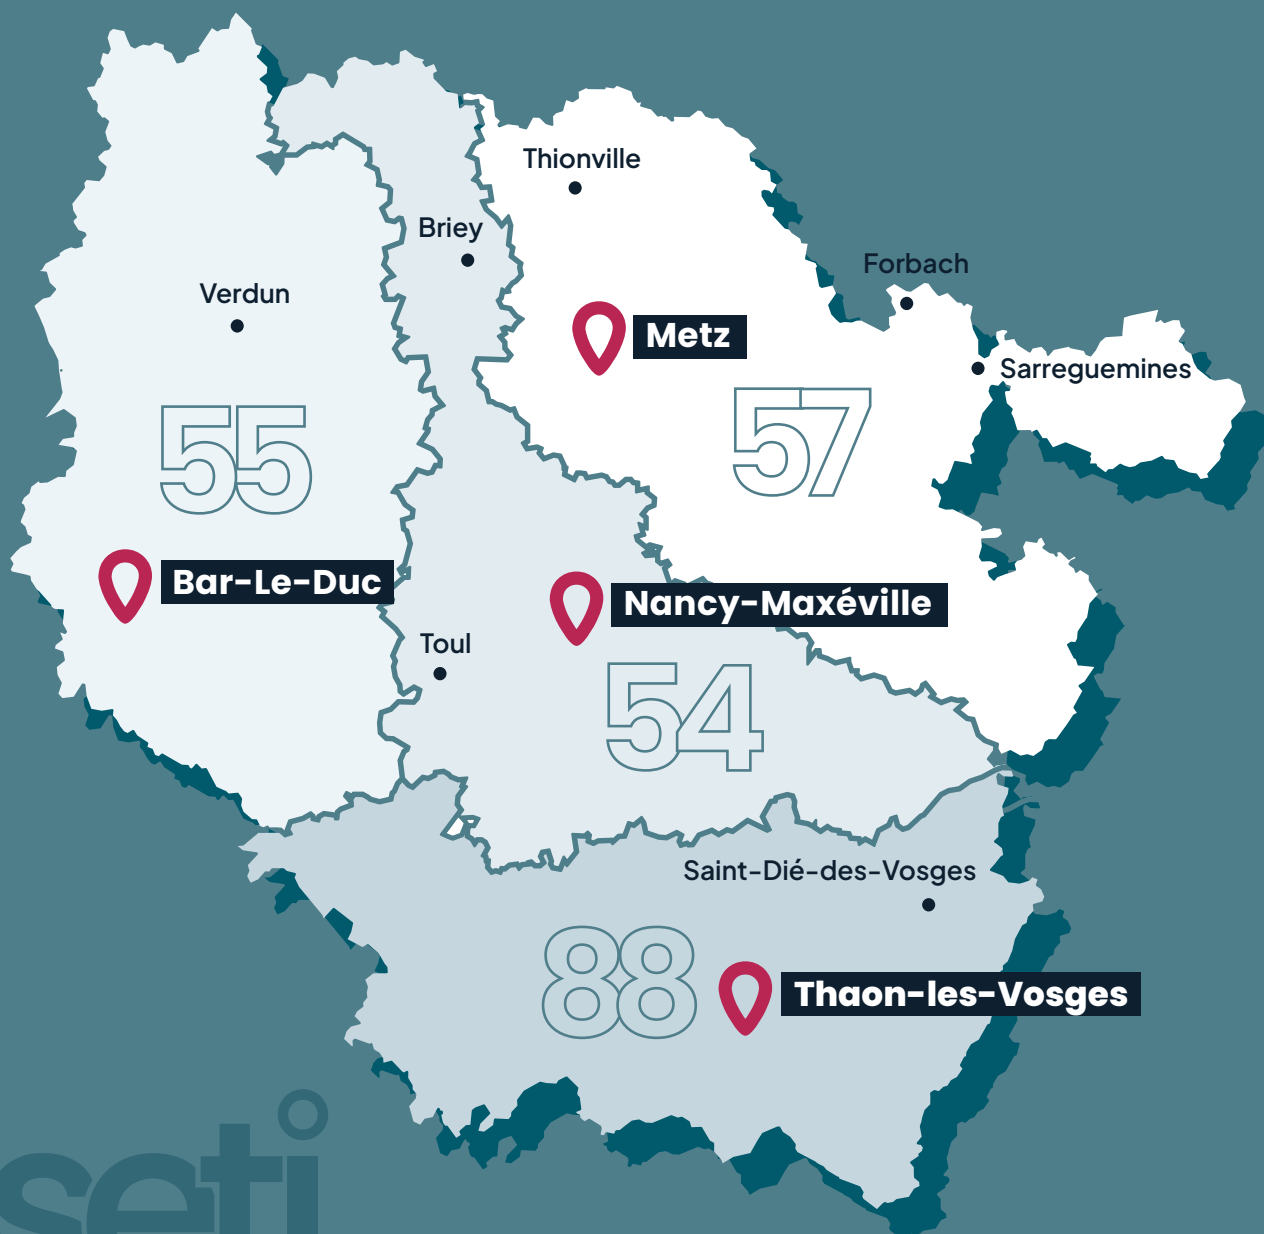 Thionville
Briey
Forbach
Verdun
Metz
Sarreguemines
55
57
Bar-Le-Duc
Nancy-Maxéville
Toul
54
Saint-Dié-des-Vosges
88
Thaon-les-Vosges
seti